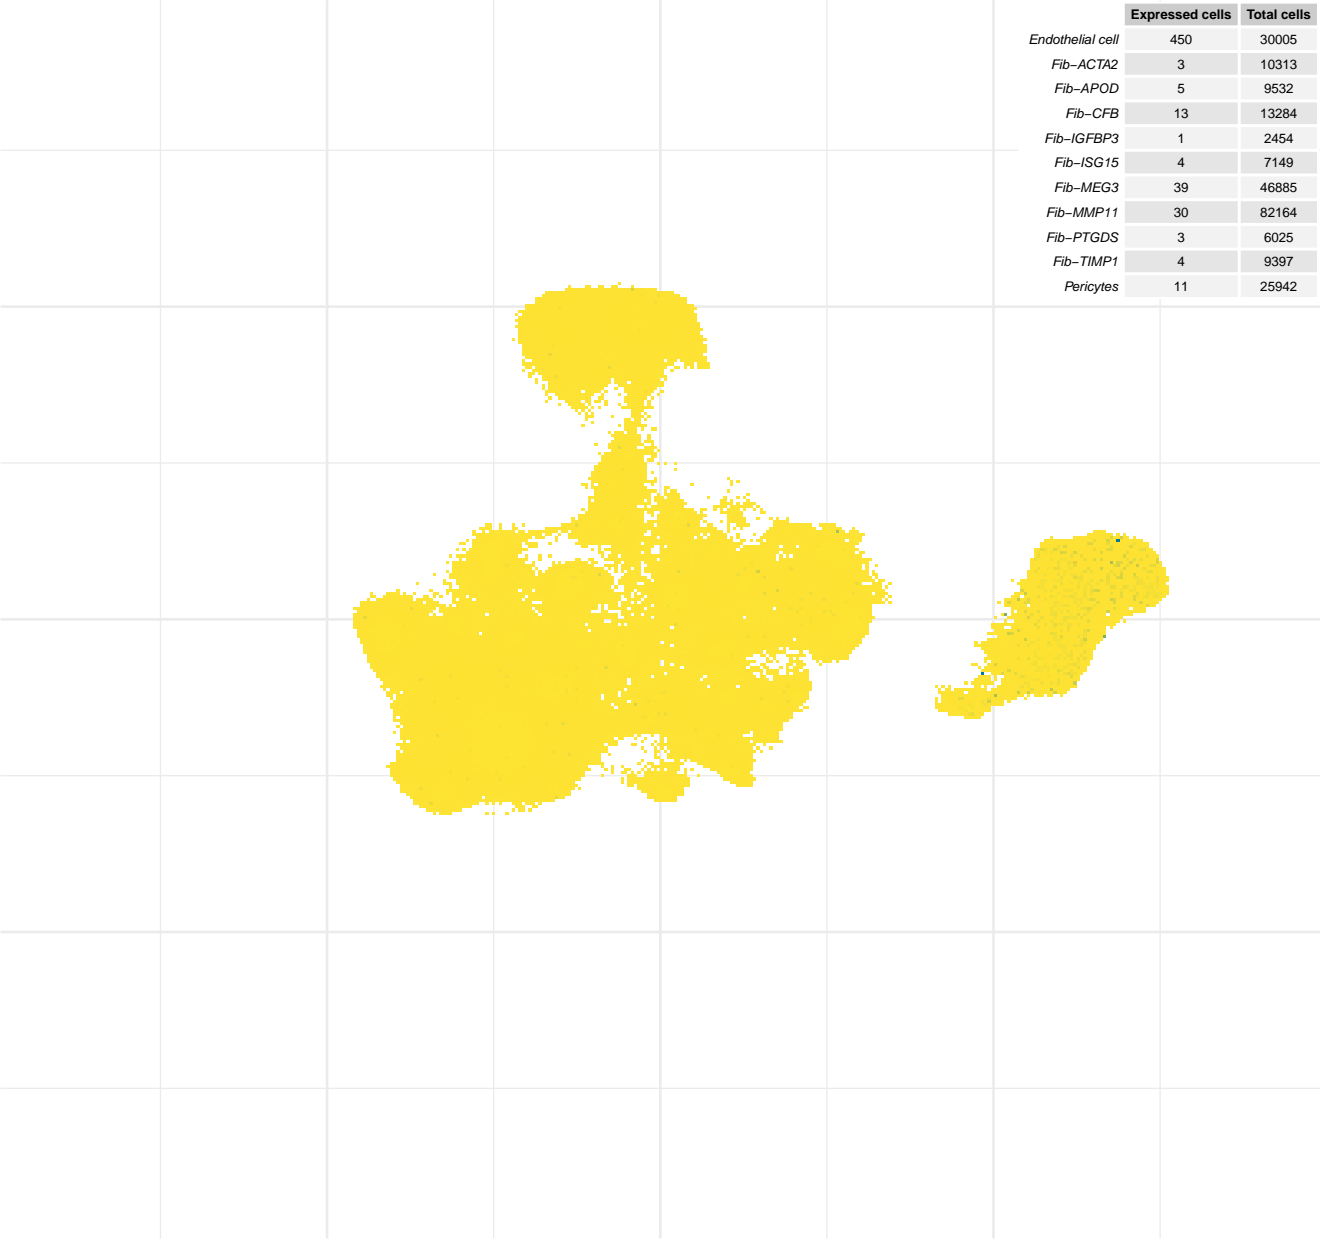 Expressed cells Total cells
Endothelial cell 450 30005
Fib−ACTA2 3 10313
Fib−APOD 5 9532
Fib−CFB 13 13284
Fib−IGFBP3 1 2454
Fib−ISG15 4 7149
Fib−MEG3 39 46885
Fib−MMP11 30 82164
Fib−PTGDS 3 6025
Fib−TIMP1 4 9397
Pericytes 11 25942